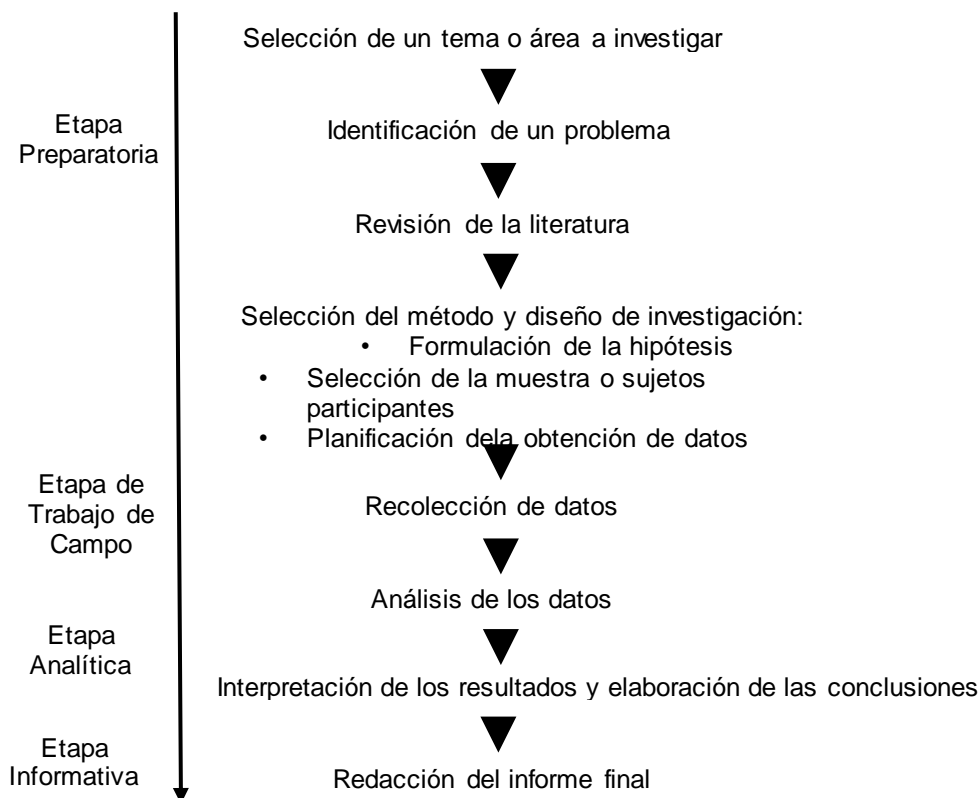 Selección de un tema o área a investigar
Etapa
Preparatoria
Identificación de un problema
Revisión de la literatura
Selección del método y diseño de investigación:
• Formulación de la hipótesis
• Selección de la muestra o sujetos
participantes
• Planificación dela obtención de datos
Etapa de
Trabajo de
Campo
Recolección de datos
Análisis de los datos
Etapa
Analítica
Interpretación de los resultados y elaboración de las conclusiones
Etapa
Informativa
Redacción del informe final